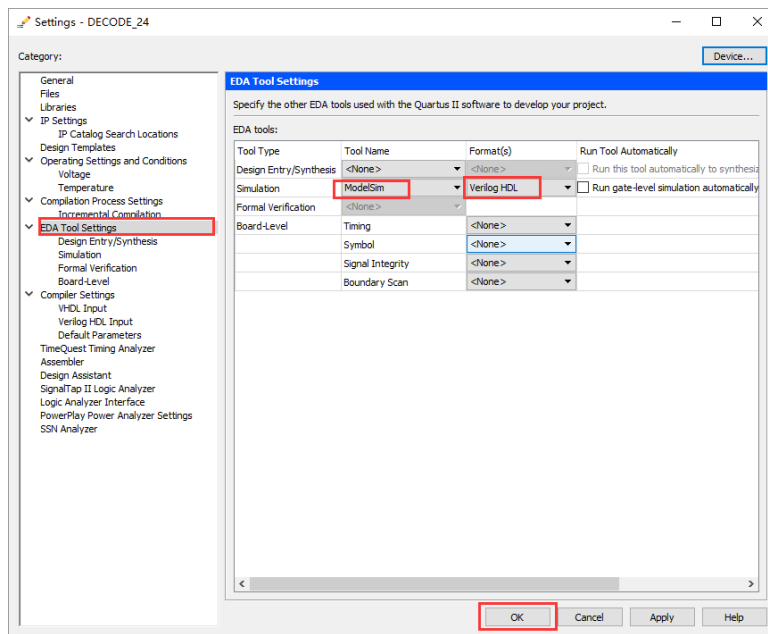 Settings - DECODE_24
Category:
Device...
General
Files
Libraries
IP Settings
IP Catalog Search Locations
Design Templates
Operating Settings and Conditions
Voltage
Temperature
Compilation Process Settings
Incremental Compilation
EDA Tool Settings
Design Entry/Synthesis
Simulation
Formal Verification
Board-Level
Compiler Settings
VHDL Input
Verilog HDL Input
Default Parameters
TimeQuest Timing Analyzer
Assembler
Design Assistant
SignalTap II Logic Analyzer
Logic Analyzer Interface
PowerPlay Power Analyzer Settings
SSN Analyzer
EDA Tool Settings
Specify the other EDA tools used with the Quartus II software to develop your project.
EDA tools:
Tool Type Tool Name Format(s) Run Tool Automatically
Design Entry/Synthesis <None> <None> Run this tool automatically to synthesiz
Simulation ModelSim Verilog HDL Run gate-level simulation automatically
Formal Verification <None>
Board-Level Timing <None>
Symbol <None>
Signal Integrity <None>
Boundary Scan <None>
OK Cancel Apply Help